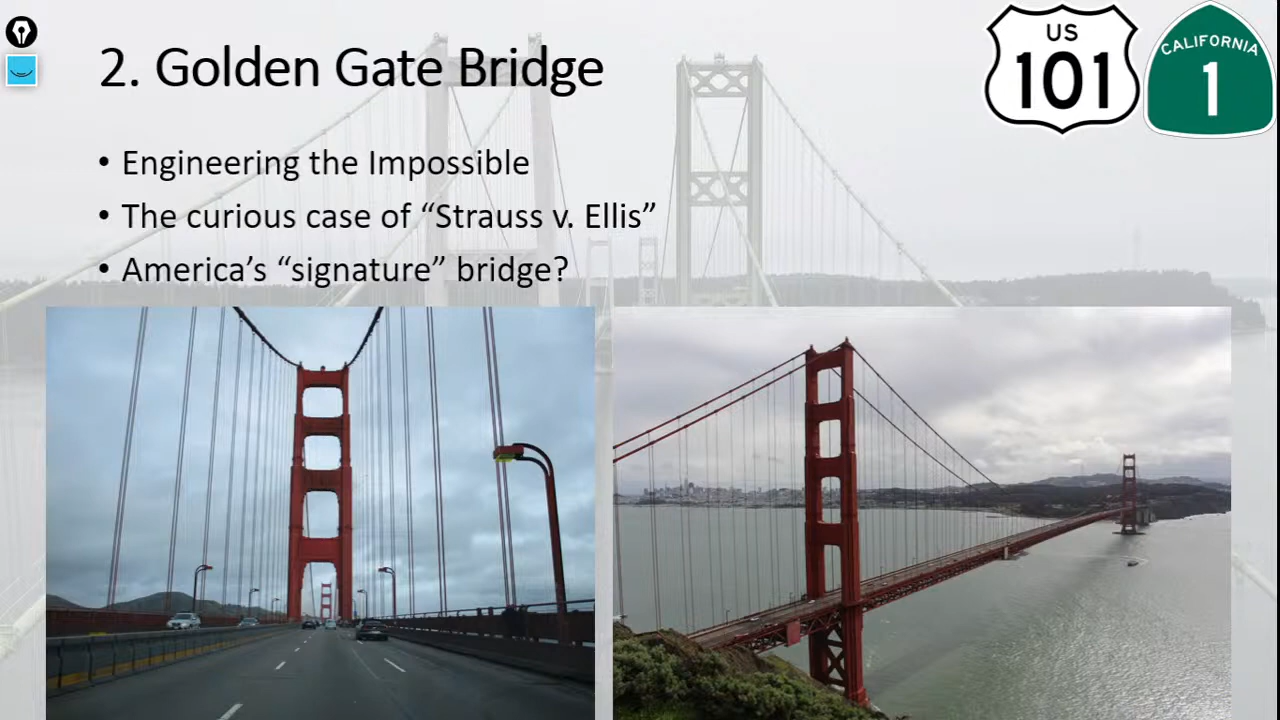 2. Golden Gate Bridge
US
101
CALIFORNIA
1
• Engineering the Impossible
• The curious case of “Strauss v. Ellis”
• America’s “signature” bridge?